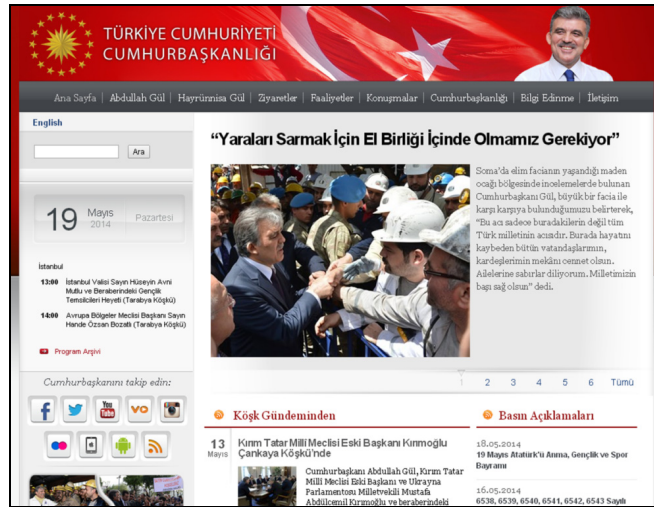 TÜRKİYE CUMHURİYETİ
CUMHURBAŞKANLIĞI
Ana Sayfa | Abdullah Gül | Hayrünnisa Gül | Ziyaretler | Faaliyetler | Konuşmalar | Cumhurbaşkanlığı | Bilgi Edinme | İletişim
English
Ara
19 Mayıs 2014 Pazartesi
İstanbul
13:00 İstanbul Valisi Sayın Hüseyin Avni
Mutlu ve Beraberindeki Gençlik
Temsilcileri Heyeti (Tarabya Köşkü)
14:00 Avrupa Bölgeler Meclisi Başkanı Sayın
Hande Özsan Bozatlı (Tarabya Köşkü)
Program Arşivi
Cumhurbaşkanını takip edin:
You
Tube
"Yaraları Sarmak İçin El Birliği İçinde Olmamız Gerekiyor"
Soma'da elim facianın yaşandığı maden
ocağı bölgesinde incelemelerde bulunan
Cumhurbaşkanı Gül, büyük bir facia ile
karşı karşıya bulunduğumuzu belirterek,
"Bu acı sadece buradakilerin değil tüm
Türk milletinin acısıdır. Burada hayatını
kaybeden bütün vatandaşlarımın,
kardeşlerimin mekânı cennet olsun.
Ailelerine sabırlar diliyorum. Milletimizin
başı sağ olsun" dedi.
1 2 3 4 5 6 Tümü
Köşk Gündeminden
13 Mayıs
Kırım Tatar Millî Meclisi Eski Başkanı Kırımoğlu
Çankaya Köşkü'nde
Cumhurbaşkanı Abdullah Gül, Kırım Tatar
Millî Meclisi Eski Başkanı ve Ukrayna
Parlamentosu Milletvekili Mustafa
Abdülcemil Kırımoğlu ve beraberindeki
Basın Açıklamaları
18.05.2014
19 Mayıs Atatürk'ü Anma, Gençlik ve Spor
Bayramı
16.05.2014
6538, 6539, 6540, 6541, 6542, 6543 Sayılı